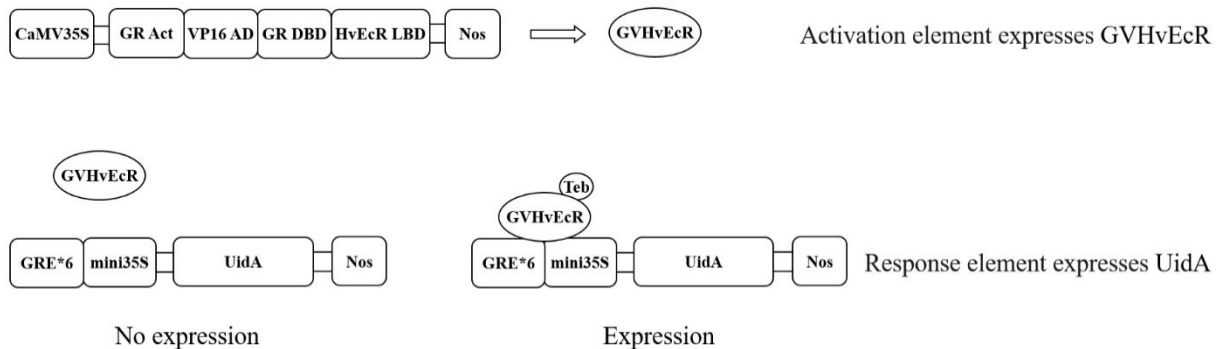 CaMV35S GR Act VP16 AD GR DBD HvEcR LBD Nos GVHvEcR Activation element expresses GVHvEcR
GVHvEcR
Teb
GVHvEcR
GRE*6 mini35S UidA Nos GRE*6 mini35S UidA Nos Response element expresses UidA
No expression Expression